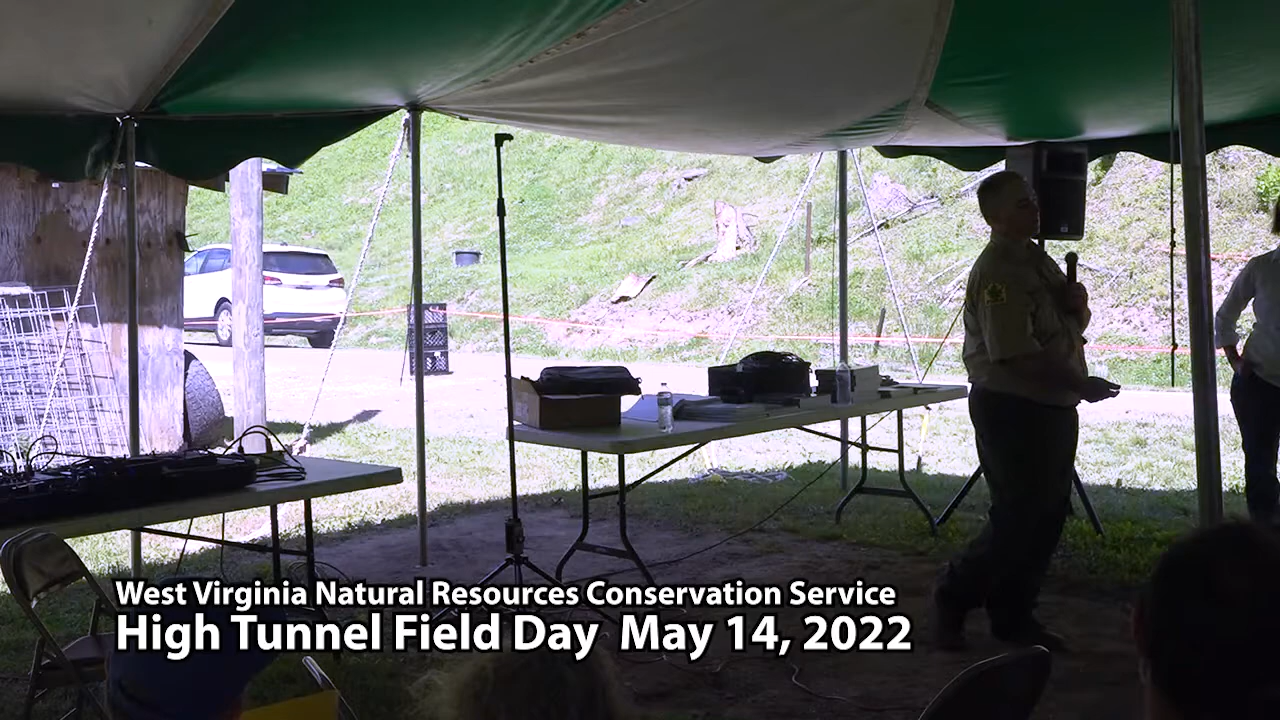 West Virginia Natural Resources Conservation Service
High Tunnel Field Day  May 14, 2022